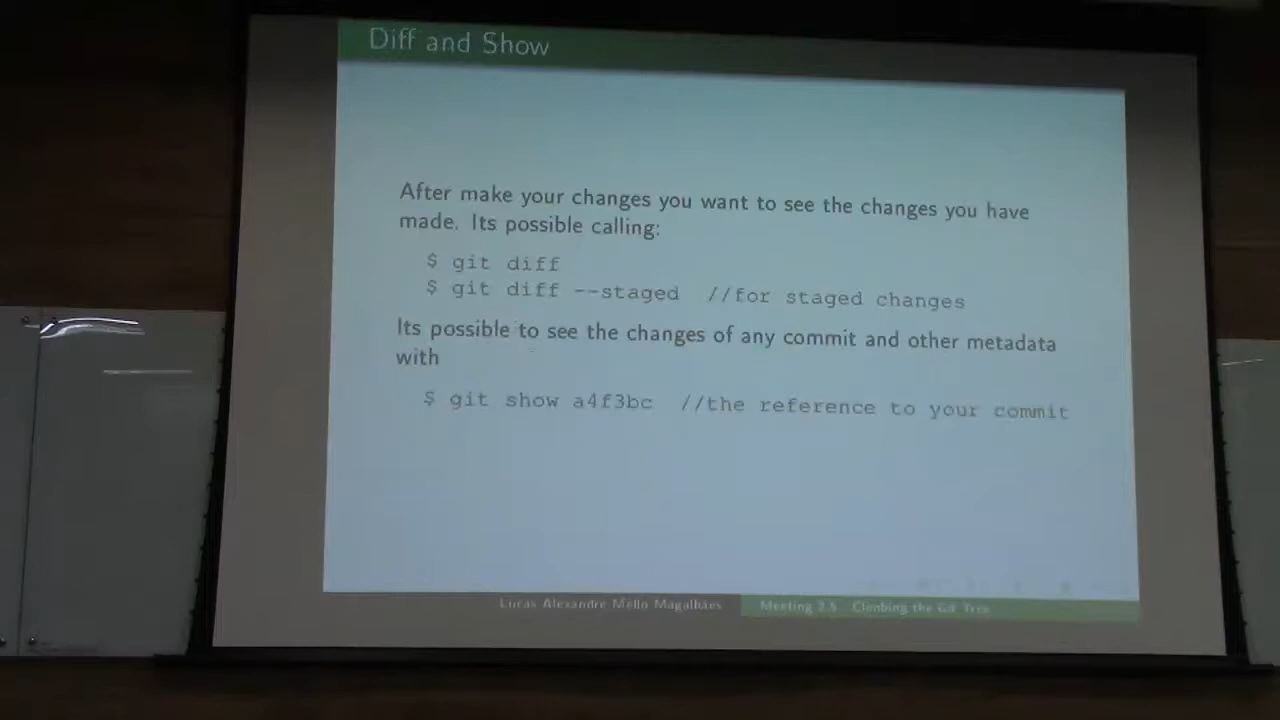 Diff and Show
After make your changes you want to see the changes you have
made. Its possible calling:
$ git diff
$ git diff --staged //for staged changes
Its possible to see the changes of any commit and other metadata
with
$ git show a4f3bc //the reference to your commit
Lucas Alexandre Mello Magalhães
Meeting 2.5 Climbing the Git Tree